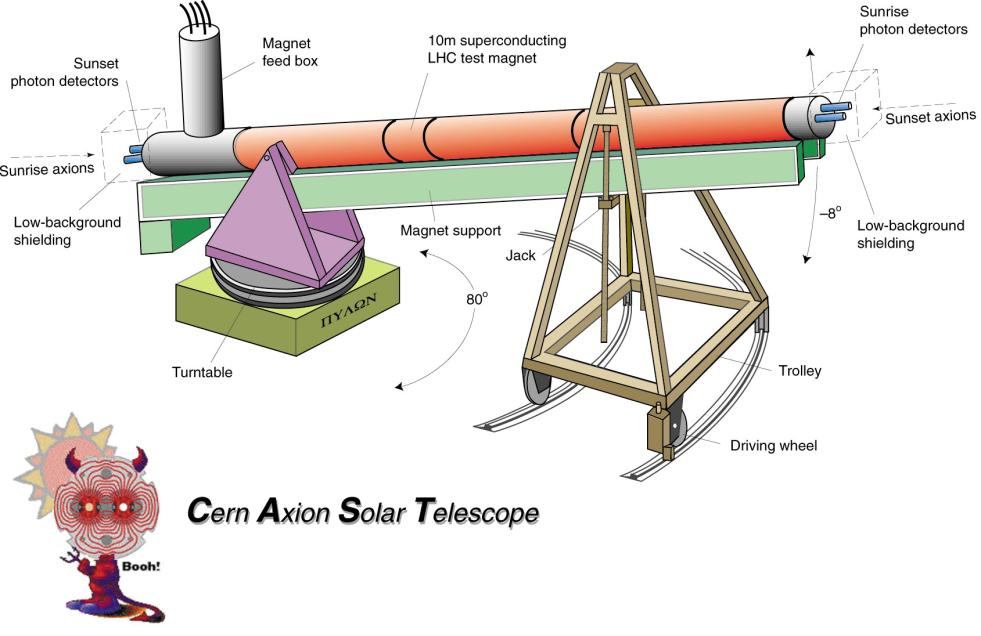 Sunrise
photon detectors
10m superconducting
LHC test magnet
Magnet
feed box
Sunset
photon detectors
Sunset axions
Sunrise axions
Low-background
shielding
Magnet support
–8°
Low-background
shielding
Jack
80°
ΠΥΛΩΝ
Turntable
Trolley
Driving wheel
Cern Axion Solar Telescope
Booh!